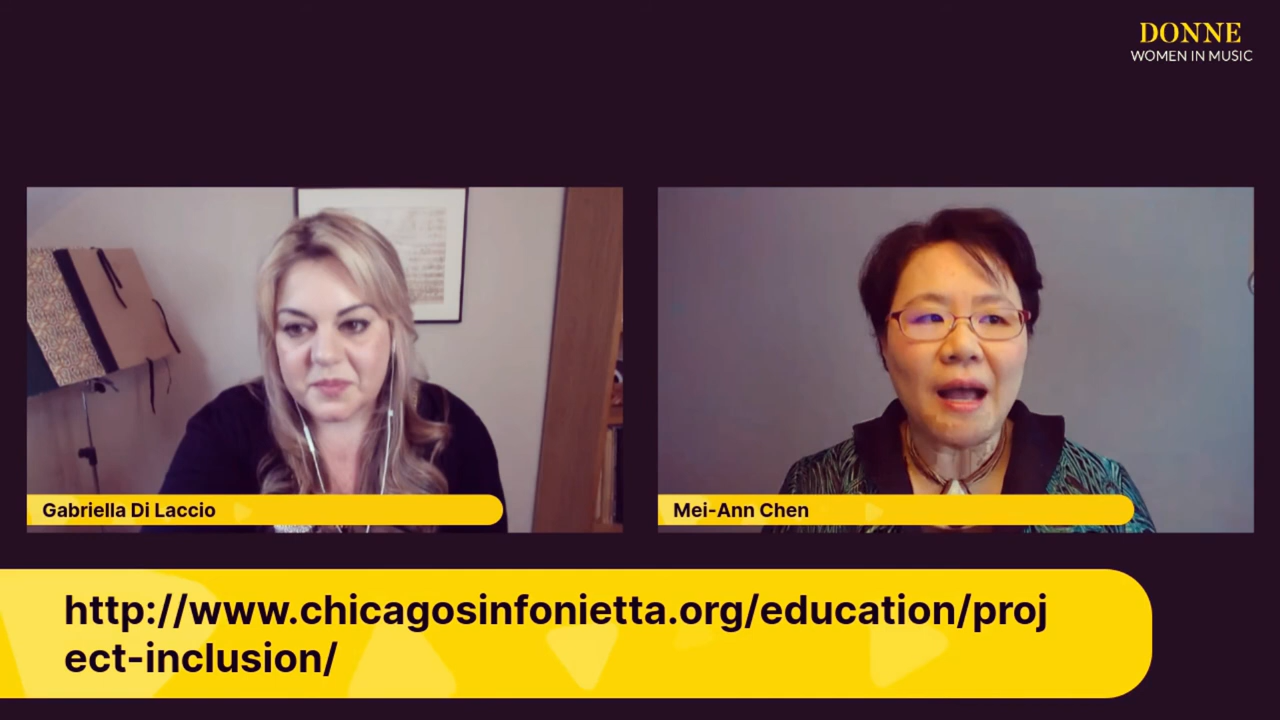 DONNE
WOMEN IN MUSIC
Gabriella Di Laccio
Mei-Ann Chen
http://www.chicagosinfonietta.org/education/proj
ect-inclusion/